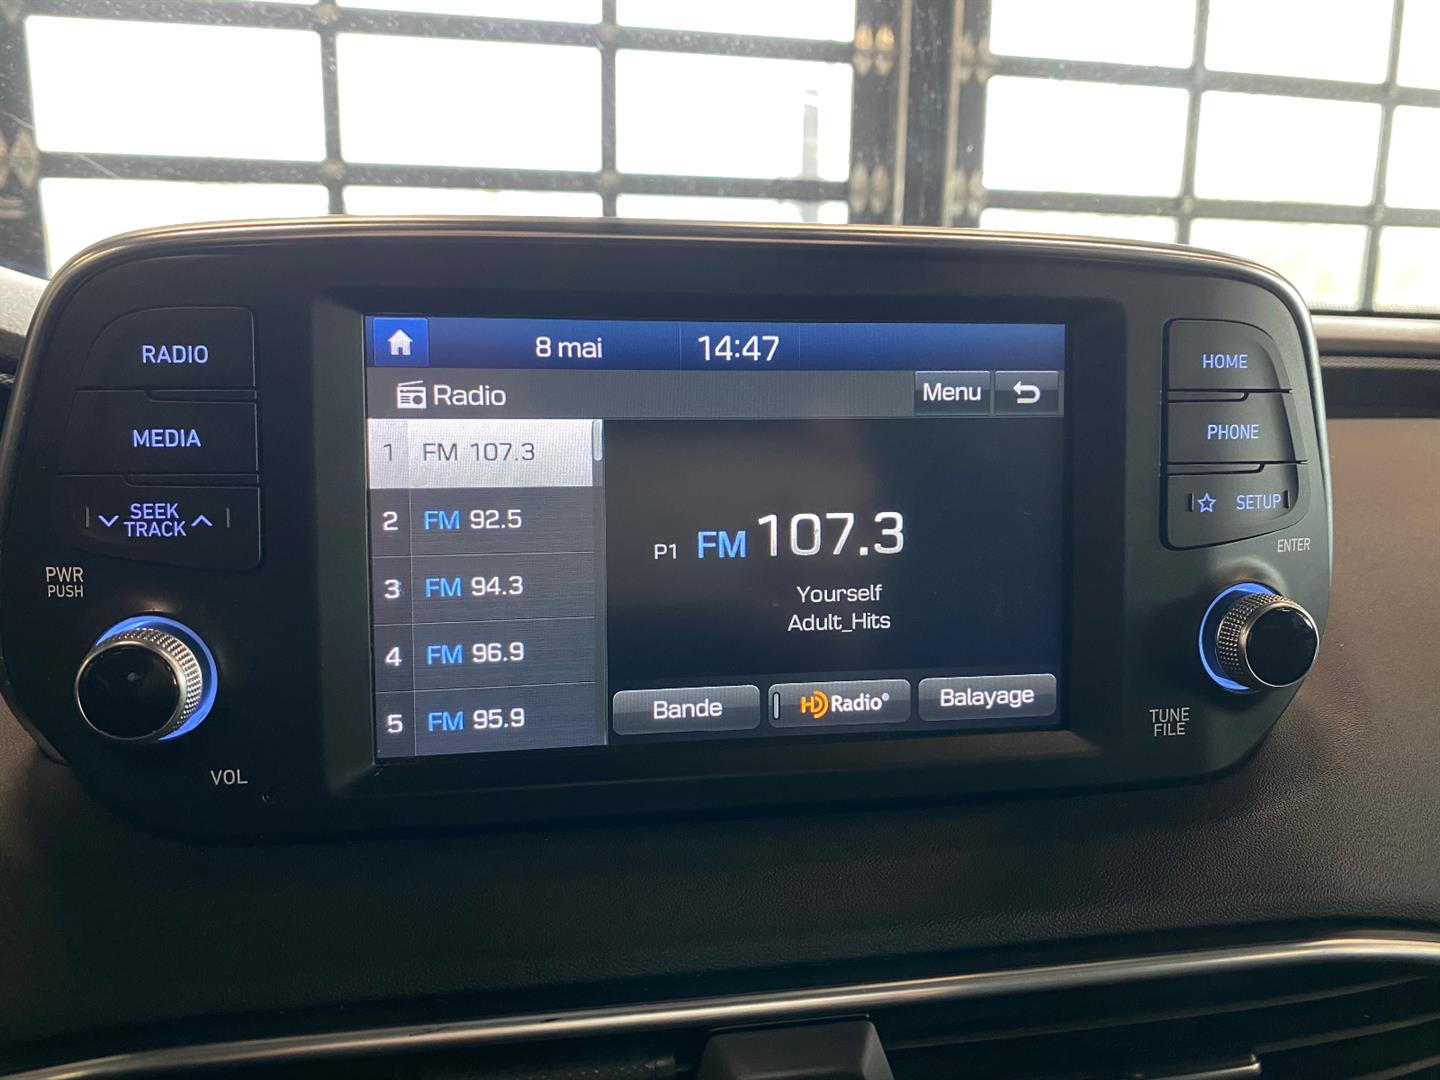 RADIO
MEDIA
SEEK
TRACK
PWR
PUSH
VOL
8 mai 14:47
Radio
Menu
1 FM 107.3
2 FM 92.5
3 FM 94.3
4 FM 96.9
5 FM 95.9
P1 FM 107.3
Yourself
Adult_Hits
Bande
HD Radio®
Balayage
HOME
PHONE
SETUP
ENTER
TUNE
FILE